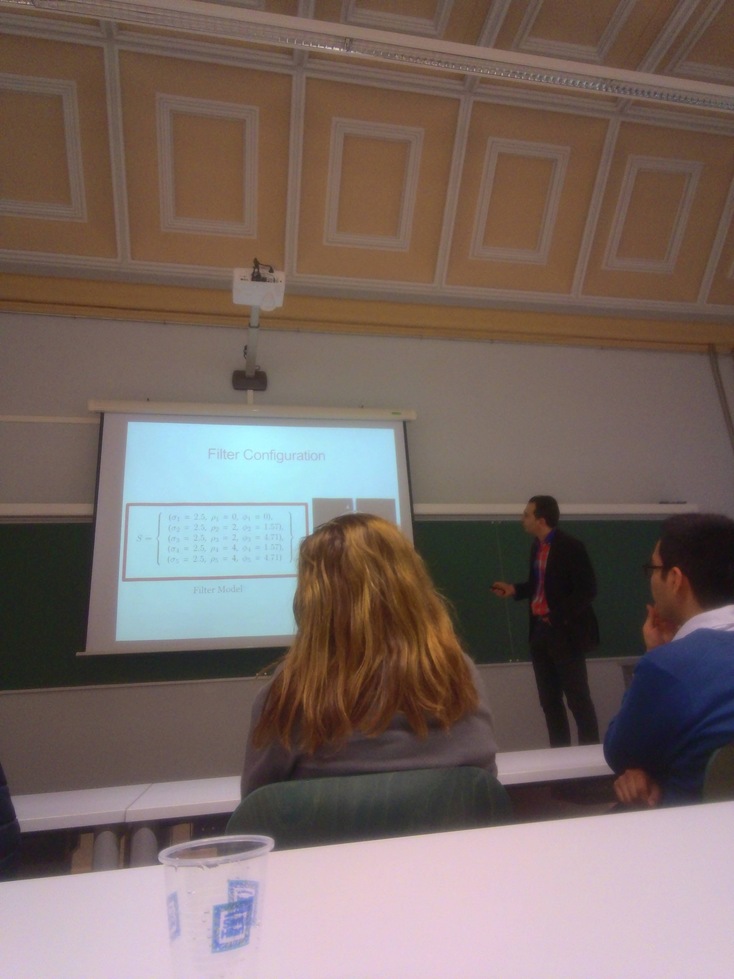 Filter Configuration
S = { (σ₁ = 2.5, ρ₁ = 0, φ₁ = 0),
(σ₂ = 2.5, ρ₂ = 2, φ₂ = 1.57),
(σ₃ = 2.5, ρ₃ = 2, φ₃ = 4.71),
(σ₄ = 2.5, ρ₄ = 4, φ₄ = 1.57),
(σ₅ = 2.5, ρ₅ = 4, φ₅ = 4.71) }
Filter Model: